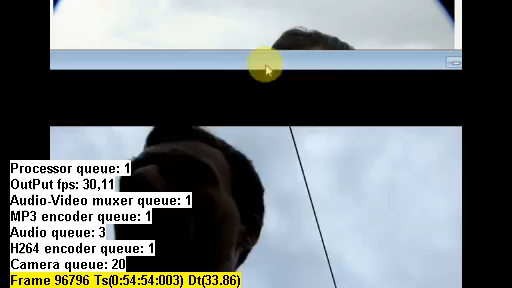 Processor queue: 1
OutPut fps: 30,11
Audio-Video muxer queue: 1
MP3 encoder queue: 1
Audio queue: 3
H264 encoder queue: 1
Camera queue: 20
Frame 96796 Ts(0:54:54:003) Dt(33.86)